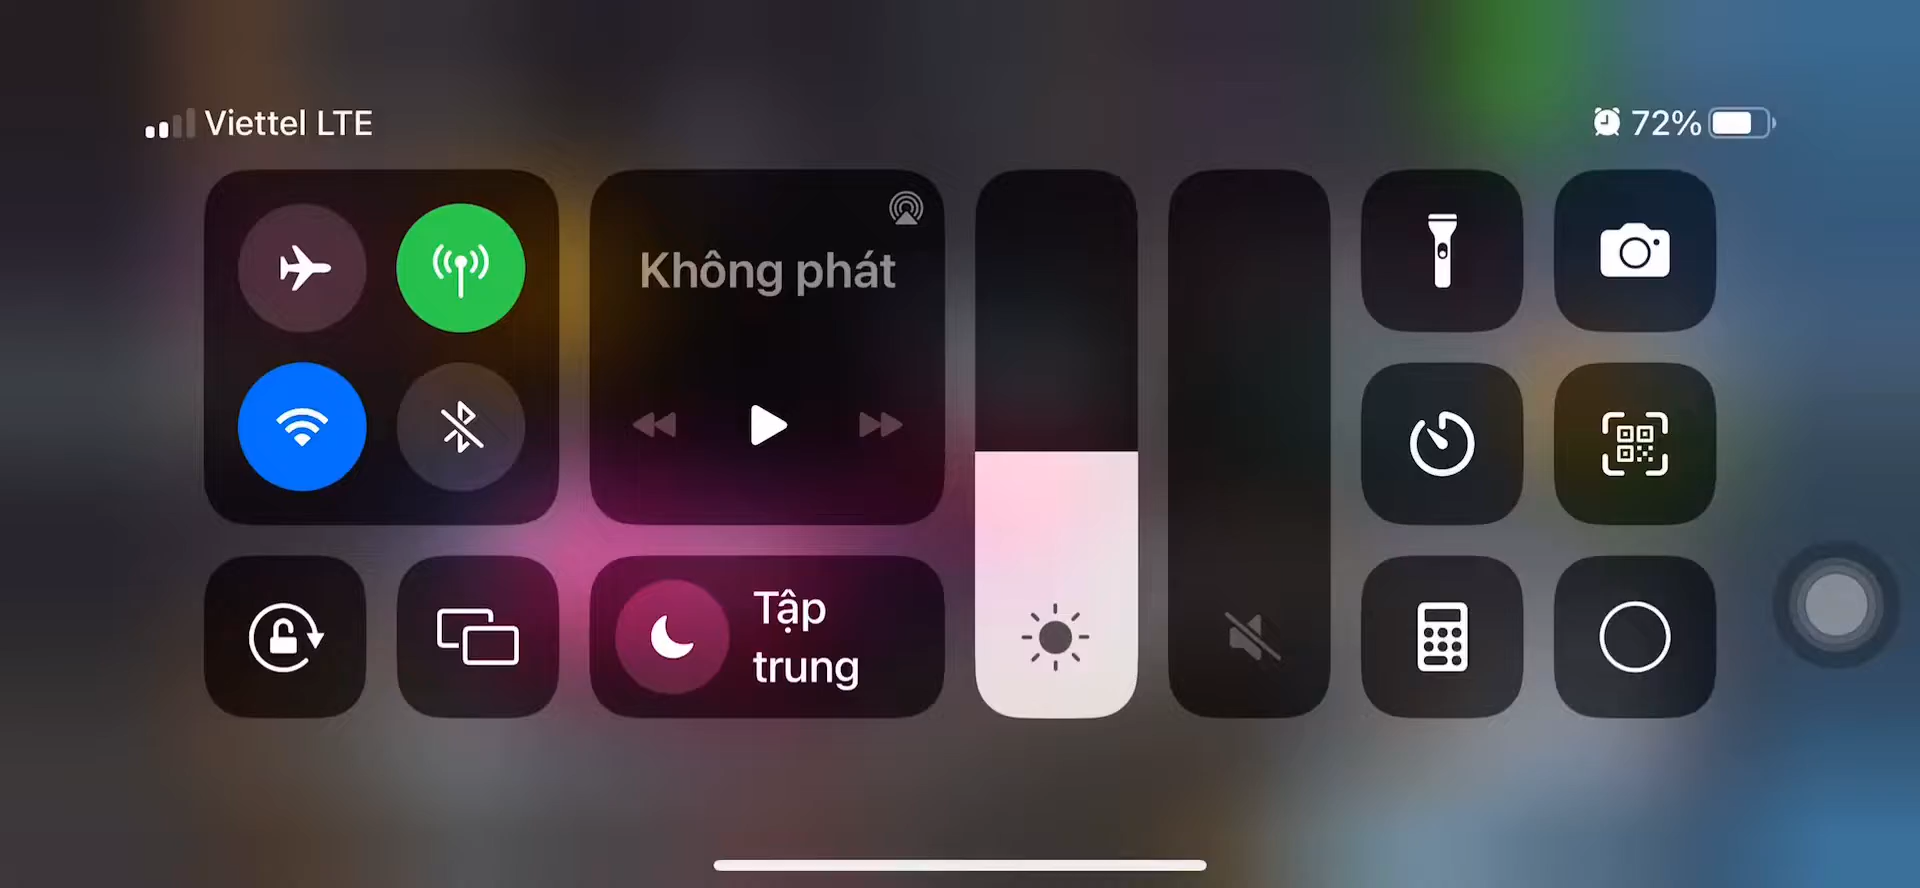 Viettel LTE
72%
Không phát
Tập
trung